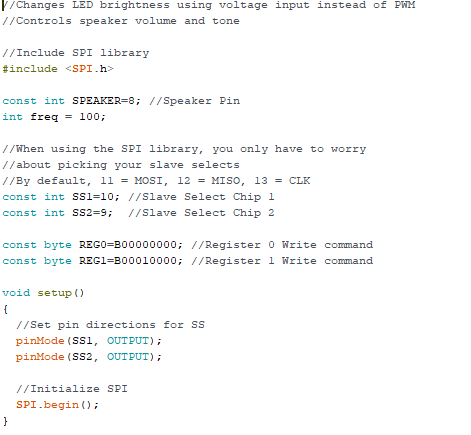 //Changes LED brightness using voltage input instead of PWM
//Controls speaker volume and tone
//Include SPI library
#include <SPI.h>
const int SPEAKER=8; //Speaker Pin
int freq = 100;
//When using the SPI library, you only have to worry
//about picking your slave selects
//By default, 11 = MOSI, 12 = MISO, 13 = CLK
const int SS1=10; //Slave Select Chip 1
const int SS2=9;  //Slave Select Chip 2
const byte REG0=B00000000; //Register 0 Write command
const byte REG1=B00010000; //Register 1 Write command
void setup()
{
  //Set pin directions for SS
  pinMode(SS1, OUTPUT);
  pinMode(SS2, OUTPUT);
  //Initialize SPI
  SPI.begin();
}